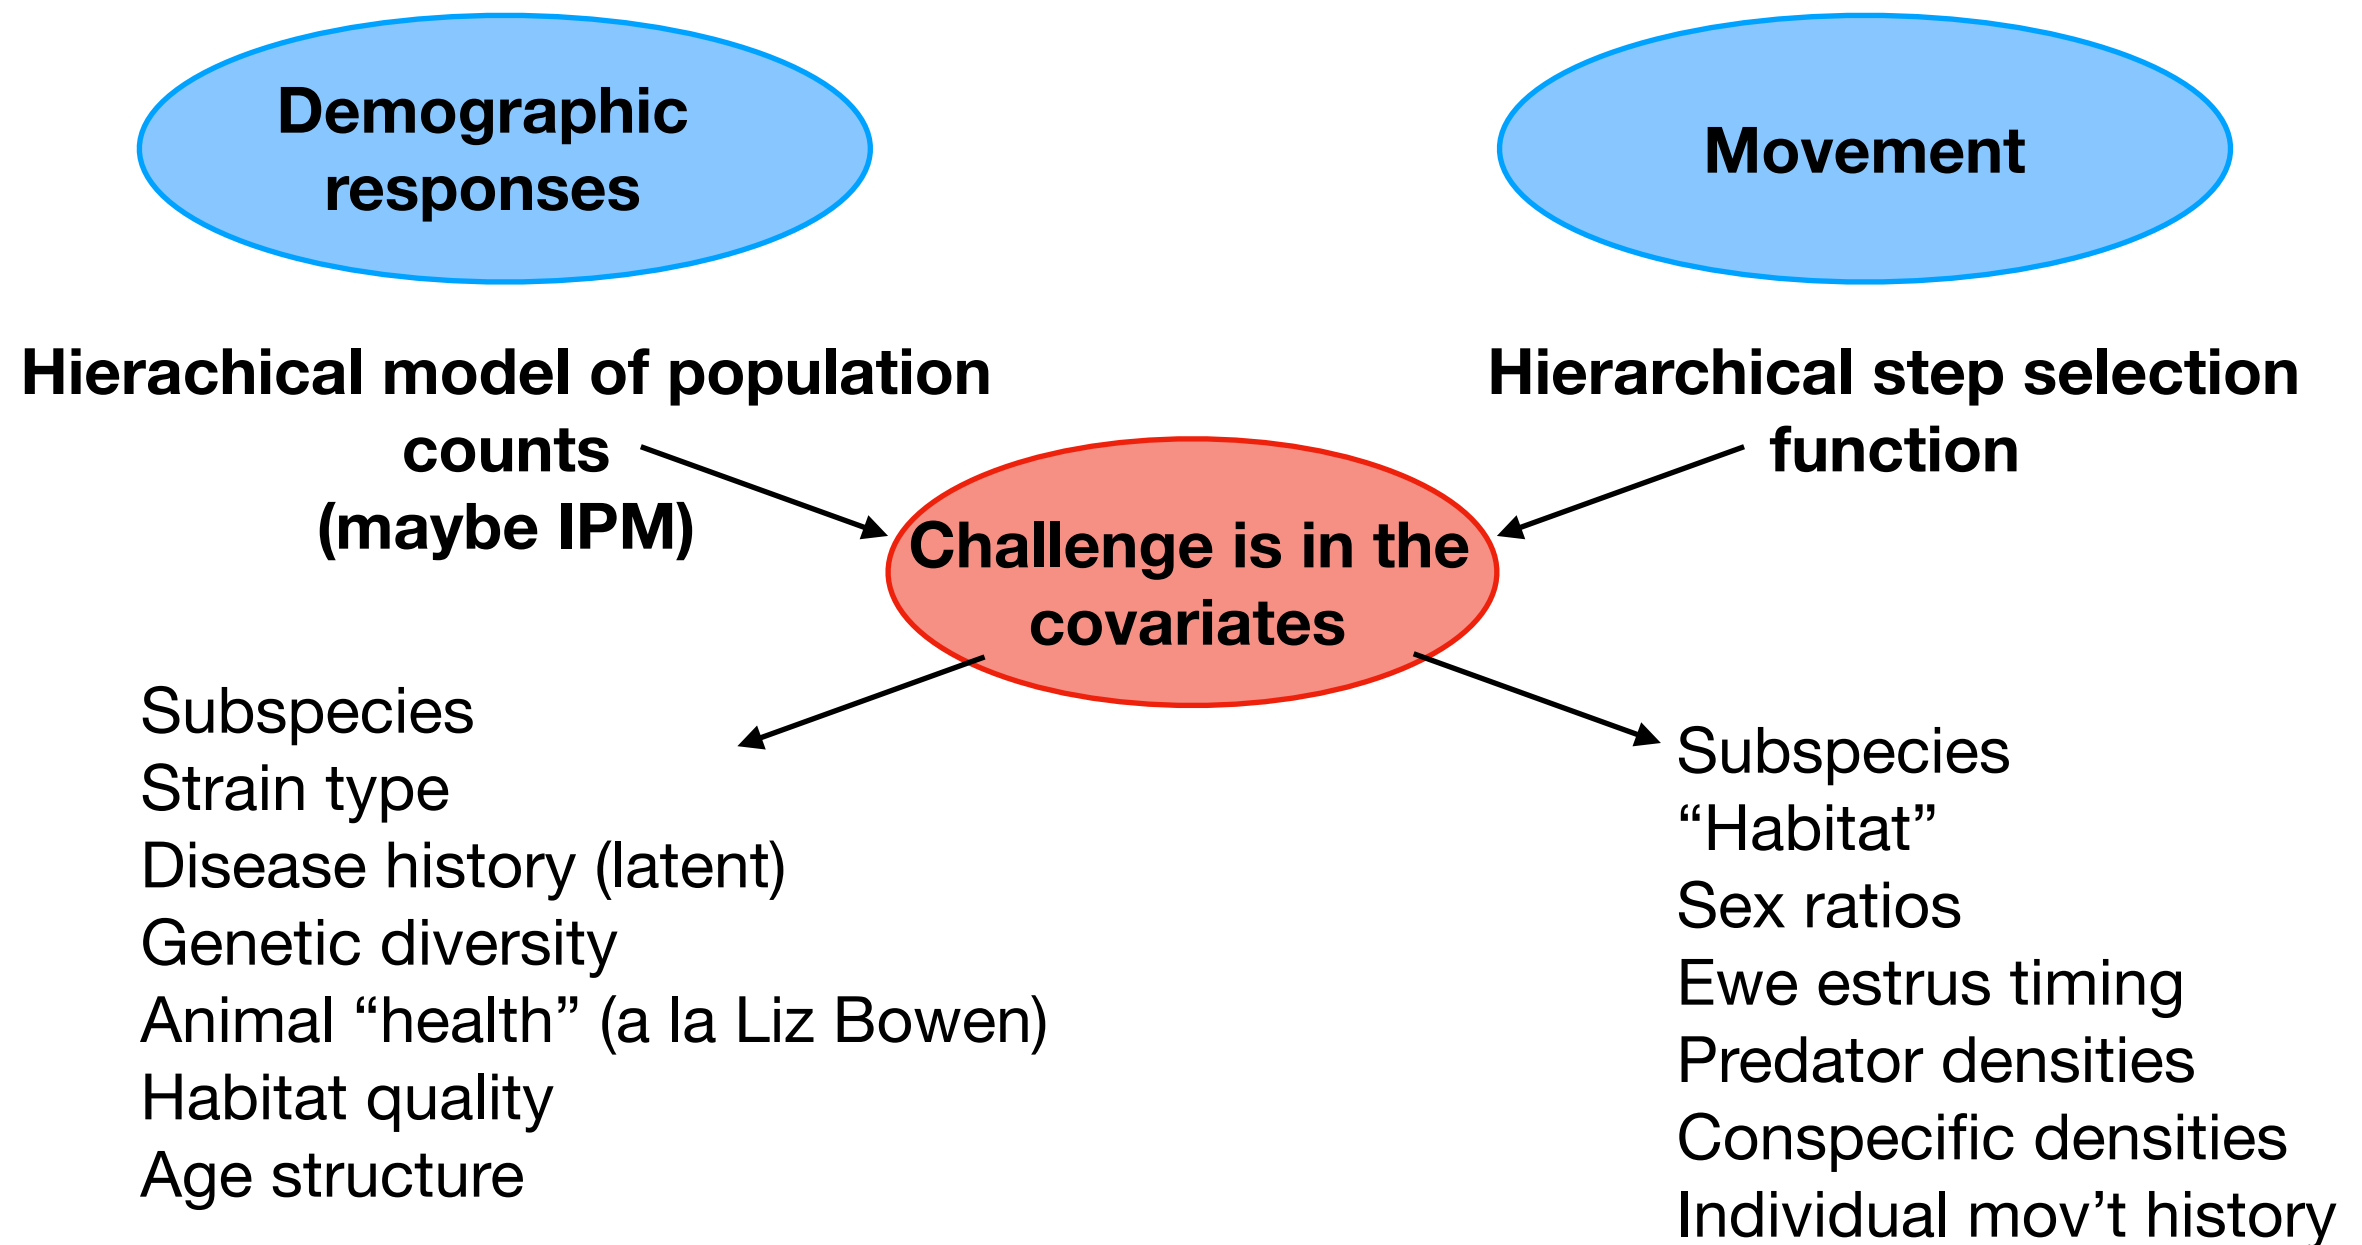 Demographic
responses
Movement
Hierachical model of population
counts
(maybe IPM)
Hierarchical step selection
function
Challenge is in the
covariates
Subspecies
Strain type
Disease history (latent)
Genetic diversity
Animal “health” (a la Liz Bowen)
Habitat quality
Age structure
Subspecies
“Habitat”
Sex ratios
Ewe estrus timing
Predator densities
Conspecific densities
Individual mov’t history